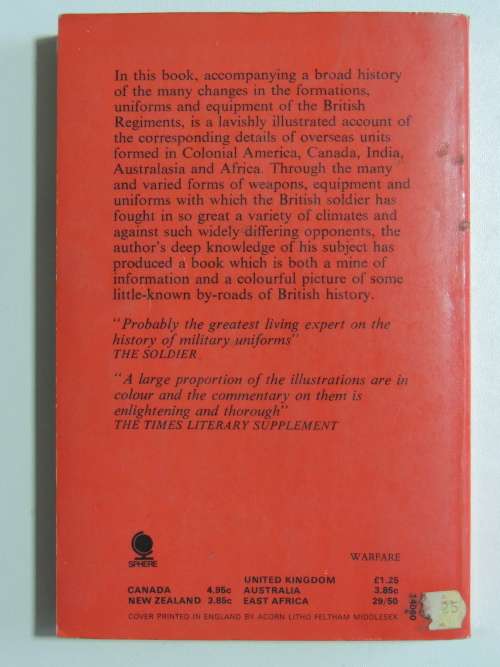 In this book, accompanying a broad history
of the many changes in the formations,
uniforms and equipment of the British
Regiments, is a lavishly illustrated account of
the corresponding details of overseas units
formed in Colonial America, Canada, India,
Australasia and Africa. Through the many
and varied forms of weapons, equipment and
uniforms with which the British soldier has
fought in so great a variety of climates and
against such widely differing opponents, the
author's deep knowledge of his subject has
produced a book which is both a mine of
information and a colourful picture of some
little-known by-roads of British history.
"Probably the greatest living expert on the
history of military uniforms"
THE SOLDIER
"A large proportion of the illustrations are in
colour and the commentary on them is
enlightening and thorough"
THE TIMES LITERARY SUPPLEMENT
SPHERE
WARFARE
UNITED KINGDOM £1.25
CANADA 4.95c AUSTRALIA 3.85c
NEW ZEALAND 3.85c EAST AFRICA 29/50
COVER PRINTED IN ENGLAND BY ACORN LITHO FELTHAM MIDDLESEX